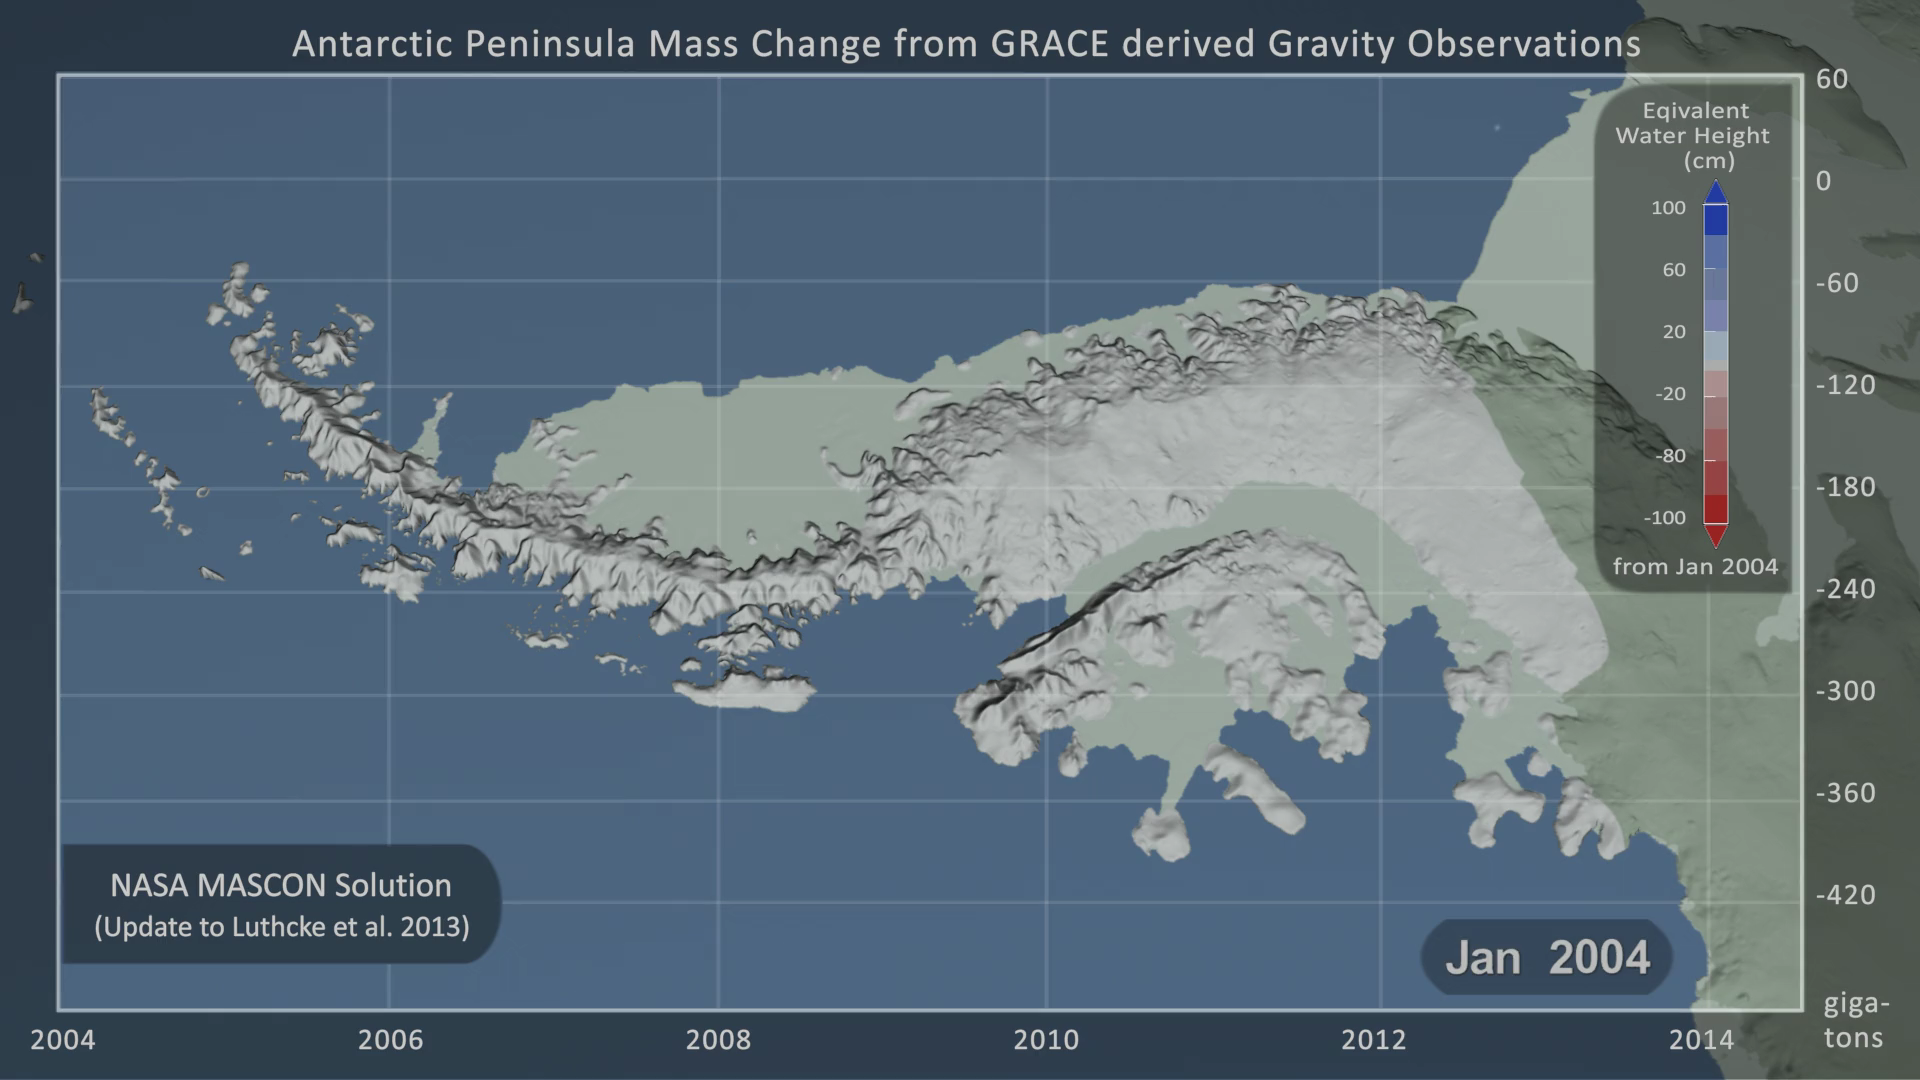 Antarctic Peninsula Mass Change from GRACE derived Gravity Observations
60
Eqivalent
Water Height
(cm)
0
100
60
-60
20
-20
-120
-80
-180
-100
from Jan 2004
-240
-300
-360
NASA MASCON Solution
(Update to Luthcke et al. 2013)
-420
Jan 2004
giga-
tons
2004 2006 2008 2010 2012 2014